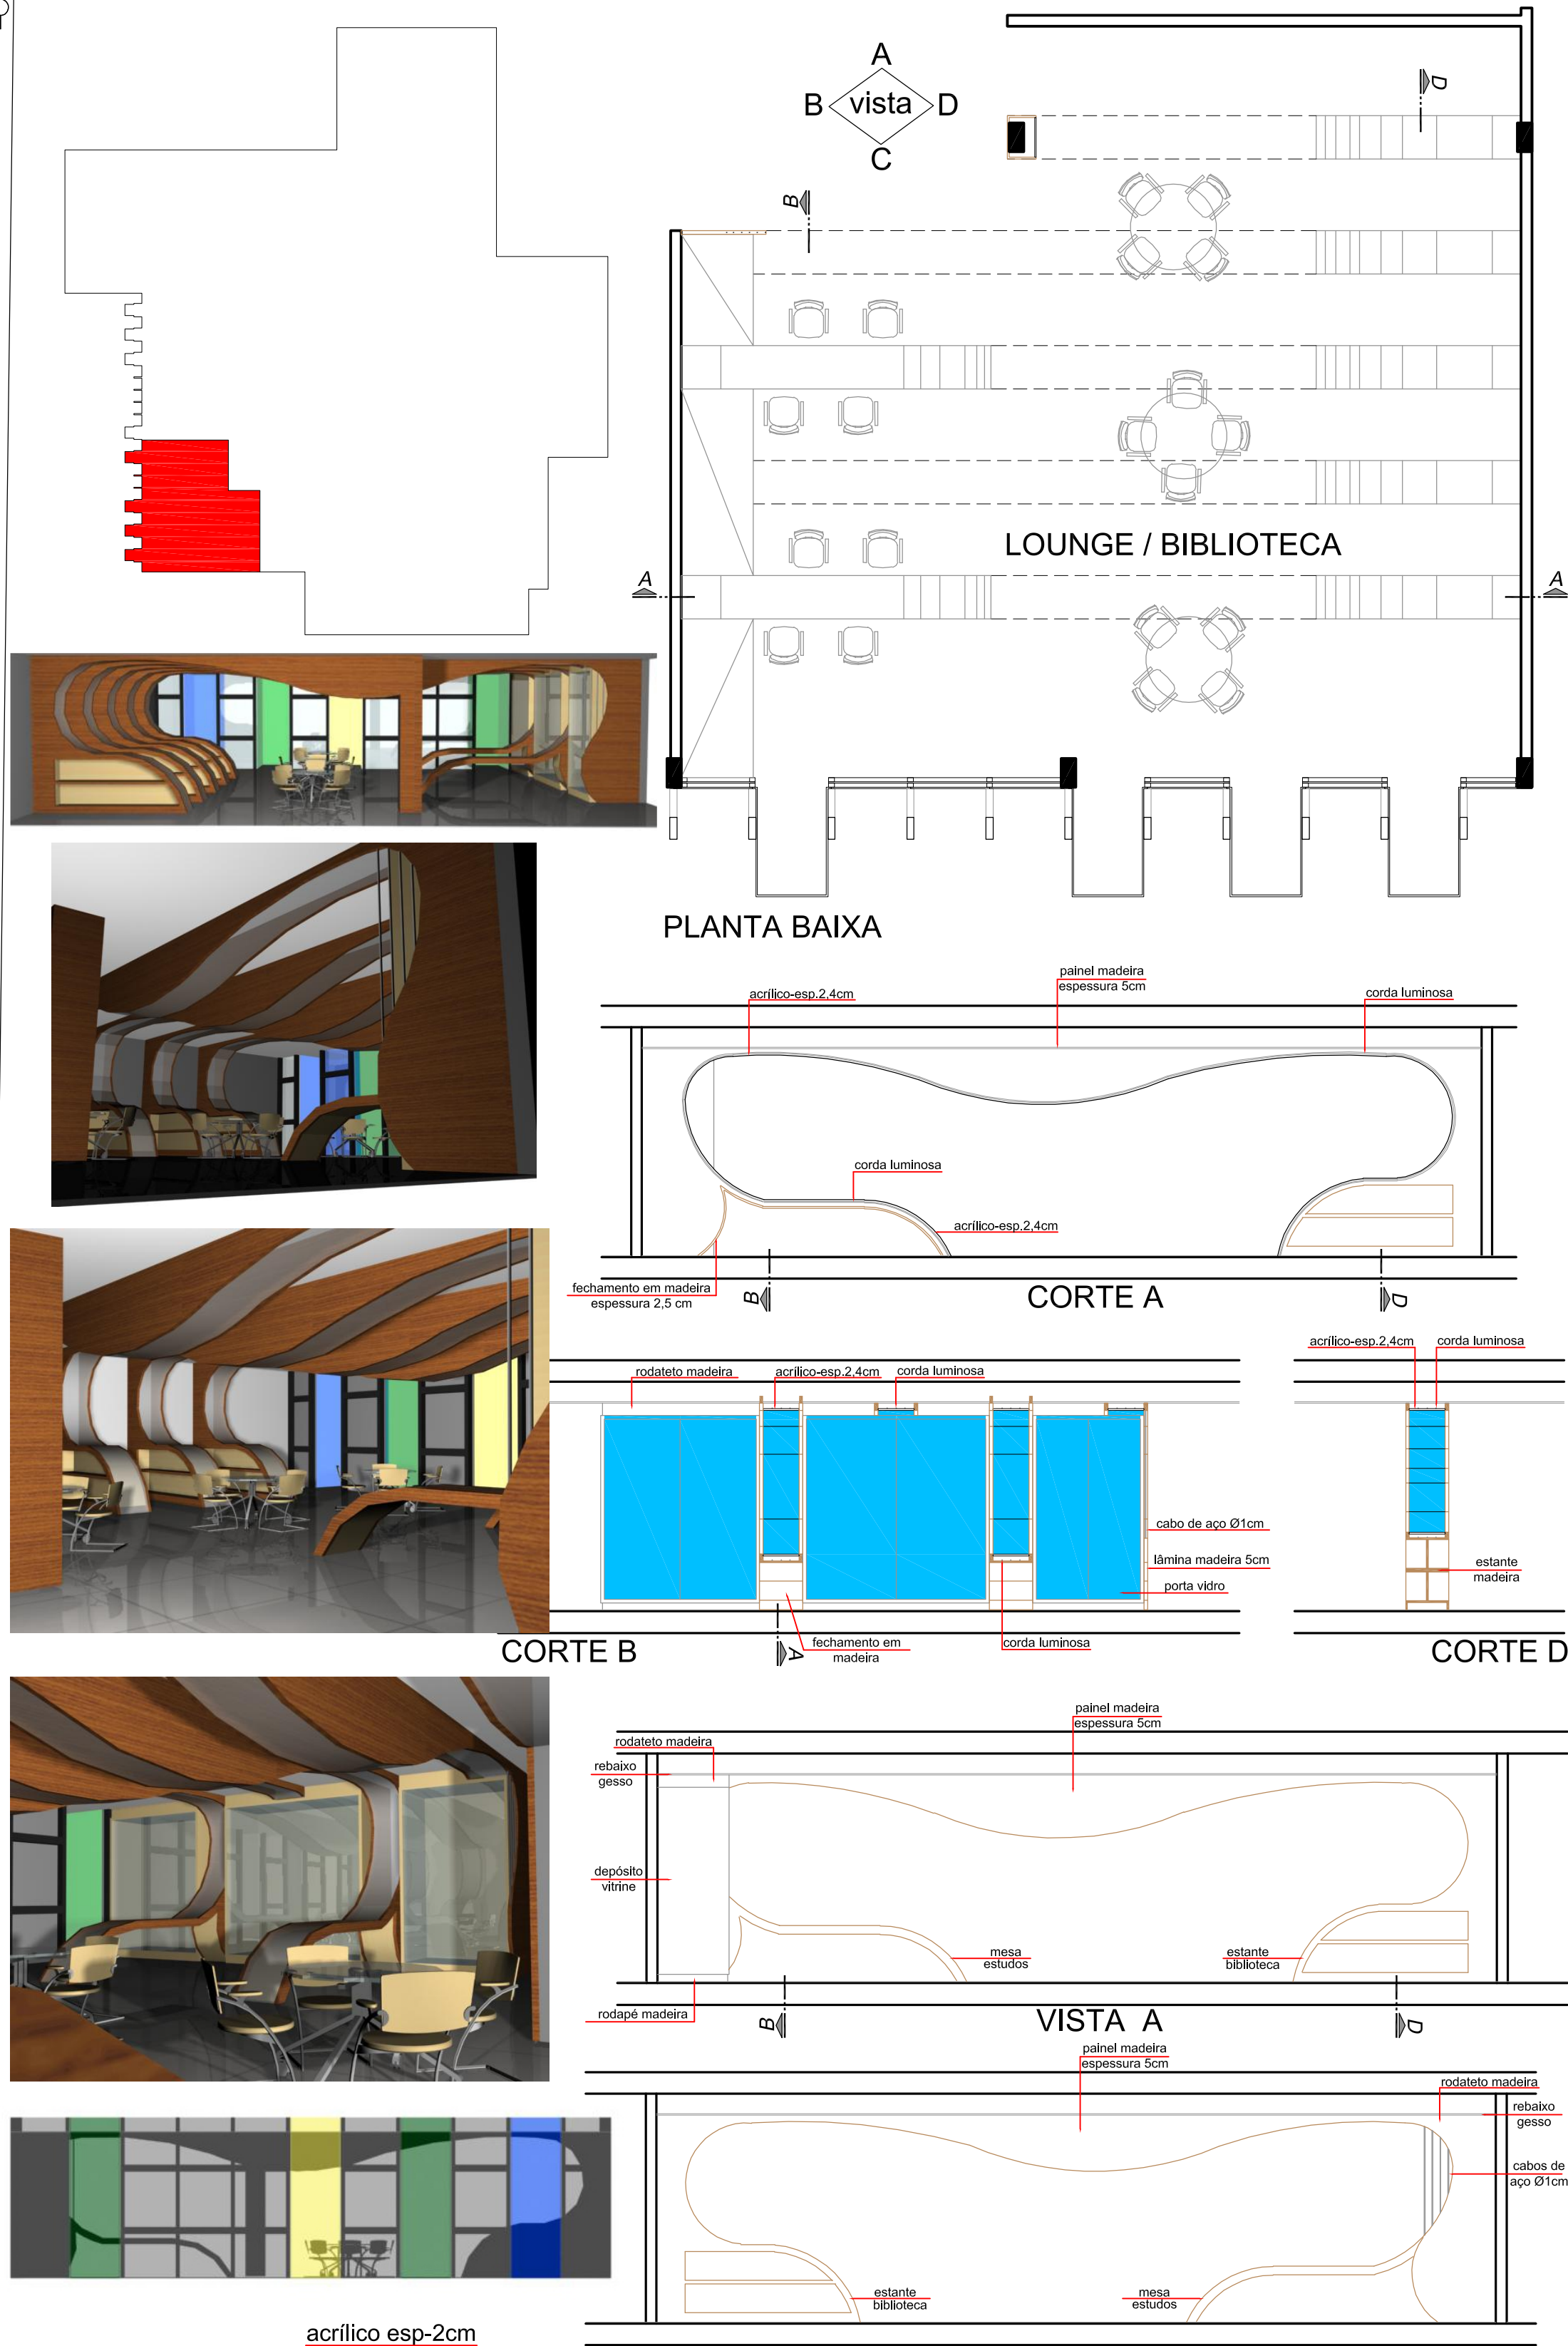 A
B vista D
C
D
B
LOUNGE / BIBLIOTECA
A
A
PLANTA BAIXA
painel madeira
espessura 5cm
acrílico-esp.2,4cm
corda luminosa
corda luminosa
acrílico-esp.2,4cm
fechamento em madeira
espessura 2,5 cm
B
CORTE A
D
rodateto madeira
acrílico-esp.2,4cm
corda luminosa
acrílico-esp.2,4cm
corda luminosa
cabo de aço Ø1cm
lâmina madeira 5cm
porta vidro
estante
madeira
fechamento em
madeira
corda luminosa
CORTE B
A
CORTE D
painel madeira
espessura 5cm
rodateto madeira
rebaixo
gesso
depósito
vitrine
mesa
estudos
estante
biblioteca
rodapé madeira
B
VISTA A
D
painel madeira
espessura 5cm
rodateto madeira
rebaixo
gesso
cabos de
aço Ø1cm
estante
biblioteca
mesa
estudos
acrílico esp-2cm